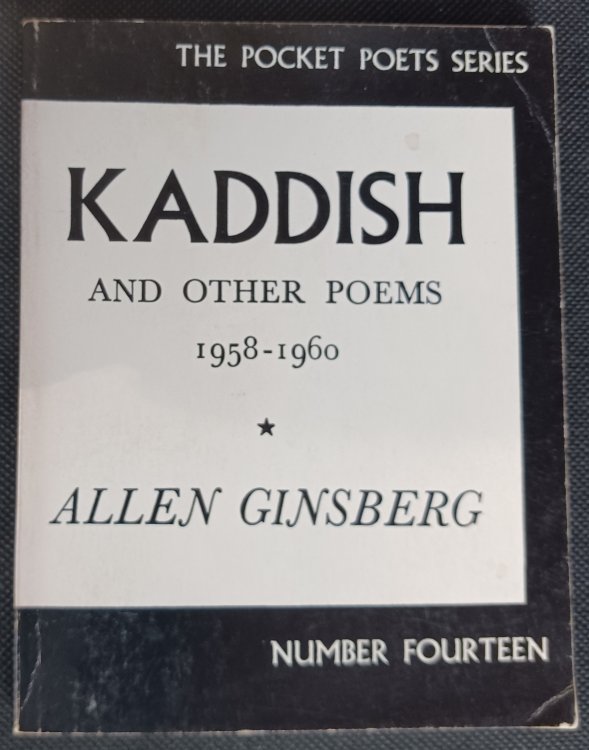 THE POCKET POETS SERIES
KADDISH
AND OTHER POEMS
1958-1960
ALLEN GINSBERG
NUMBER FOURTEEN